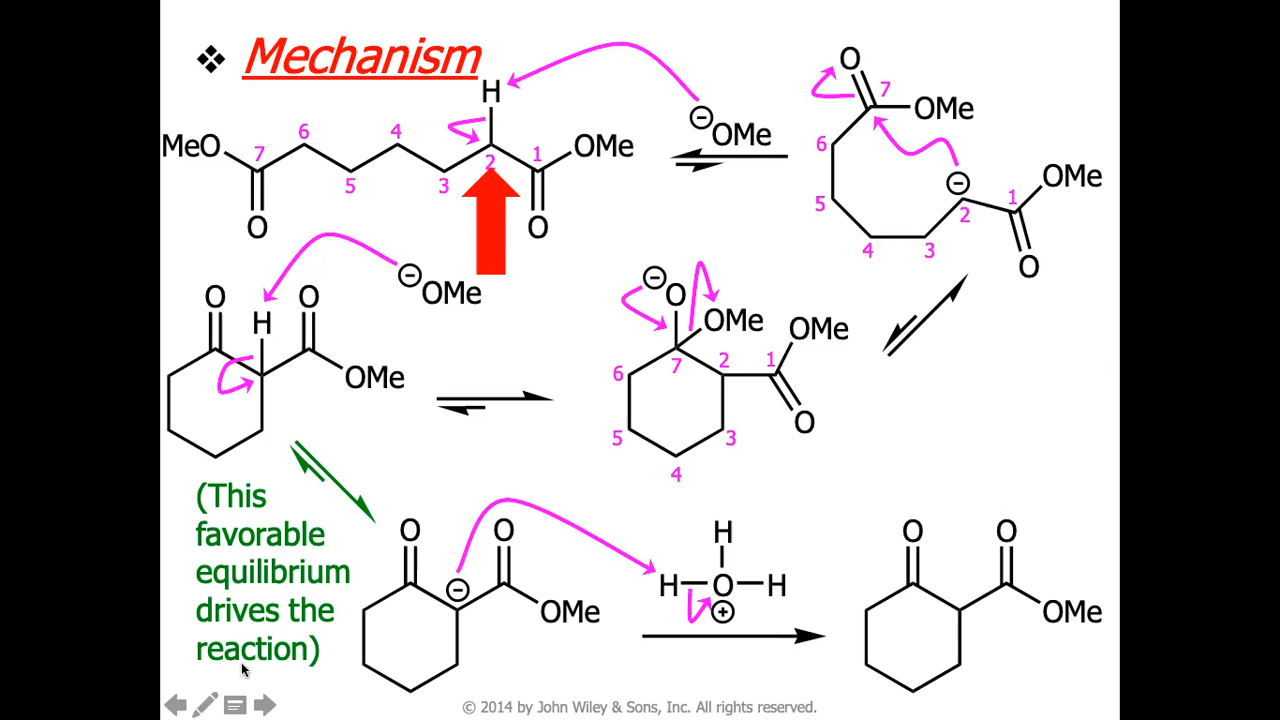 ❖ Mechanism
H
MeO 7 6 5 4 3 2 1 OMe
O O
⊖OMe
O
7 OMe
6 5 4 3 2 1 ⊖ OMe
O
⊖OMe
O H O
OMe
⊖ O OMe OMe
6 7 2 1
5 4 3 O
(This
favorable
equilibrium
drives the
reaction)
O O
⊖ OMe
H
H O H
⊕
O O
OMe
© 2014 by John Wiley & Sons, Inc. All rights reserved.